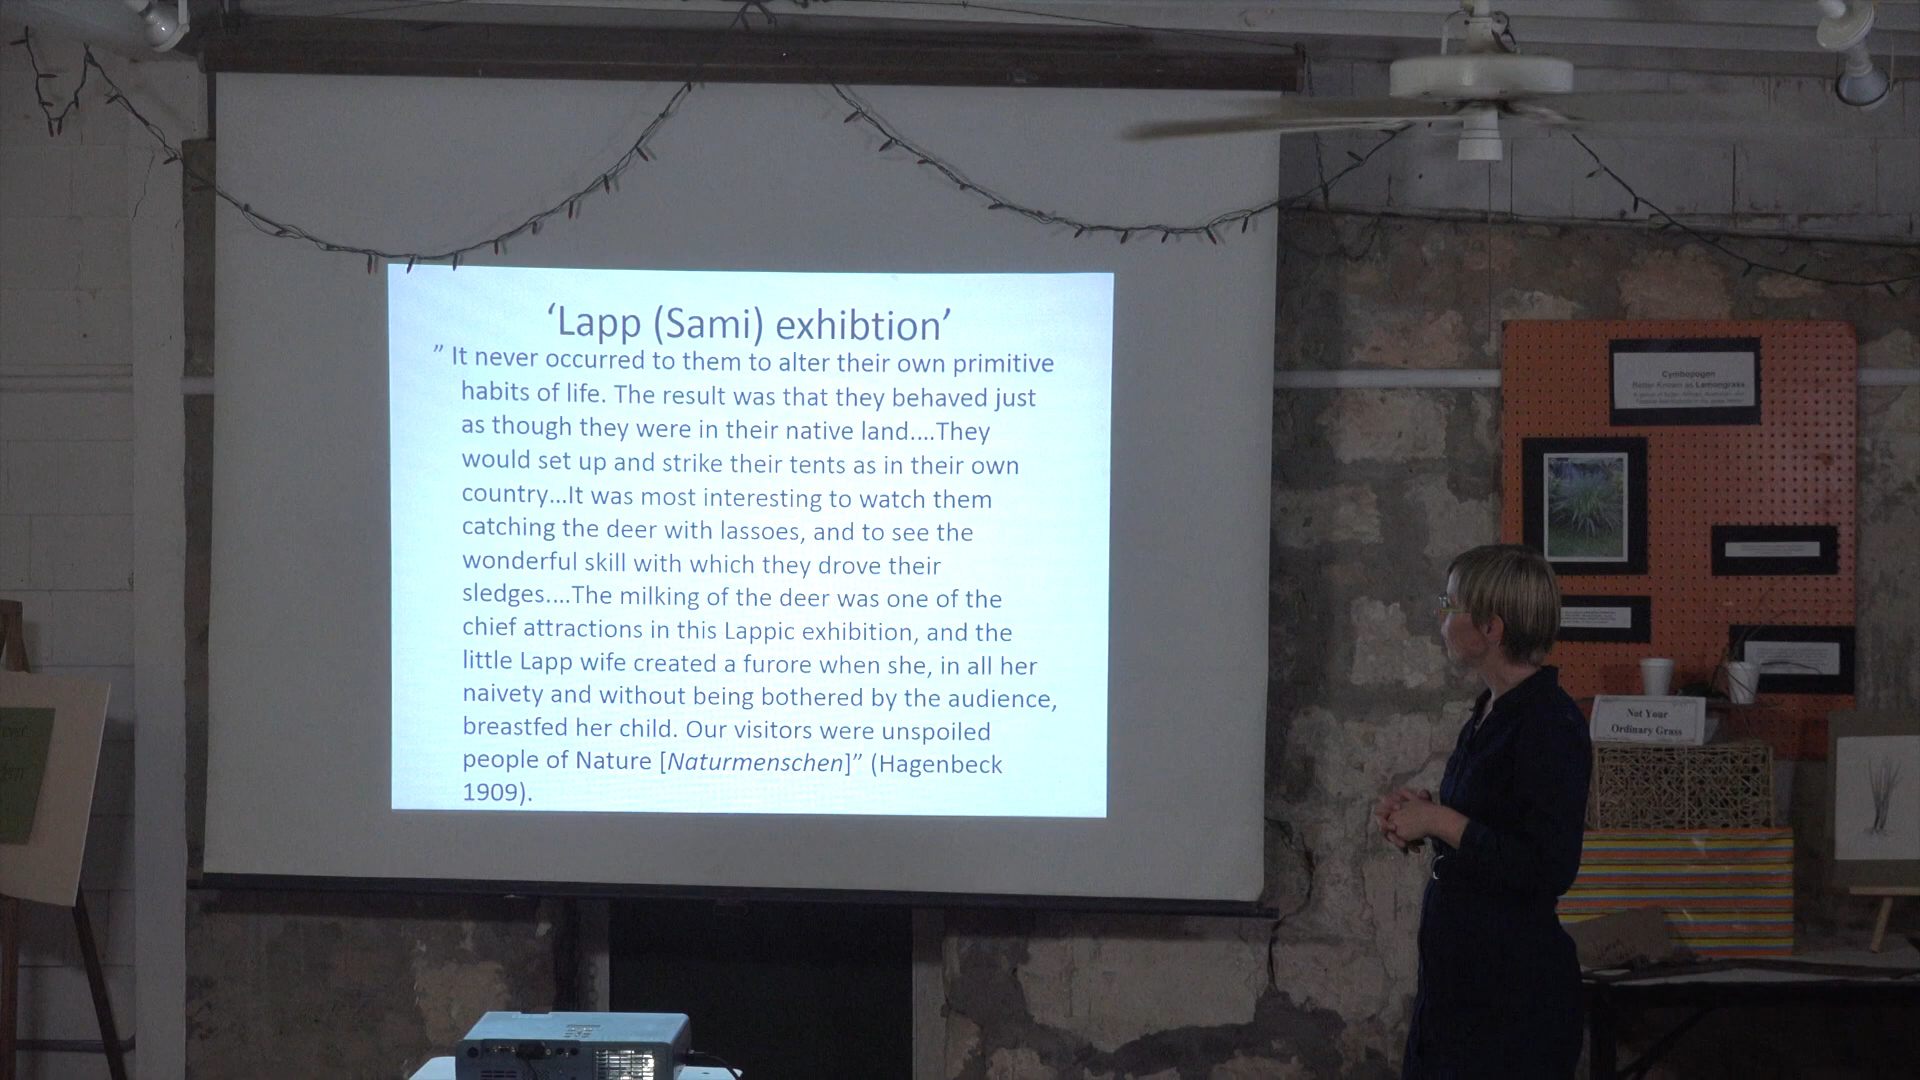 ‘Lapp (Sami) exhibtion’
” It never occurred to them to alter their own primitive
habits of life. The result was that they behaved just
as though they were in their native land....They
would set up and strike their tents as in their own
country...It was most interesting to watch them
catching the deer with lassoes, and to see the
wonderful skill with which they drove their
sledges....The milking of the deer was one of the
chief attractions in this Lappic exhibition, and the
little Lapp wife created a furore when she, in all her
naivety and without being bothered by the audience,
breastfed her child. Our visitors were unspoiled
people of Nature [Naturmenschen]” (Hagenbeck
1909).
Cymbopogon
Better Known as Lemongrass
Not Your
Ordinary Grass